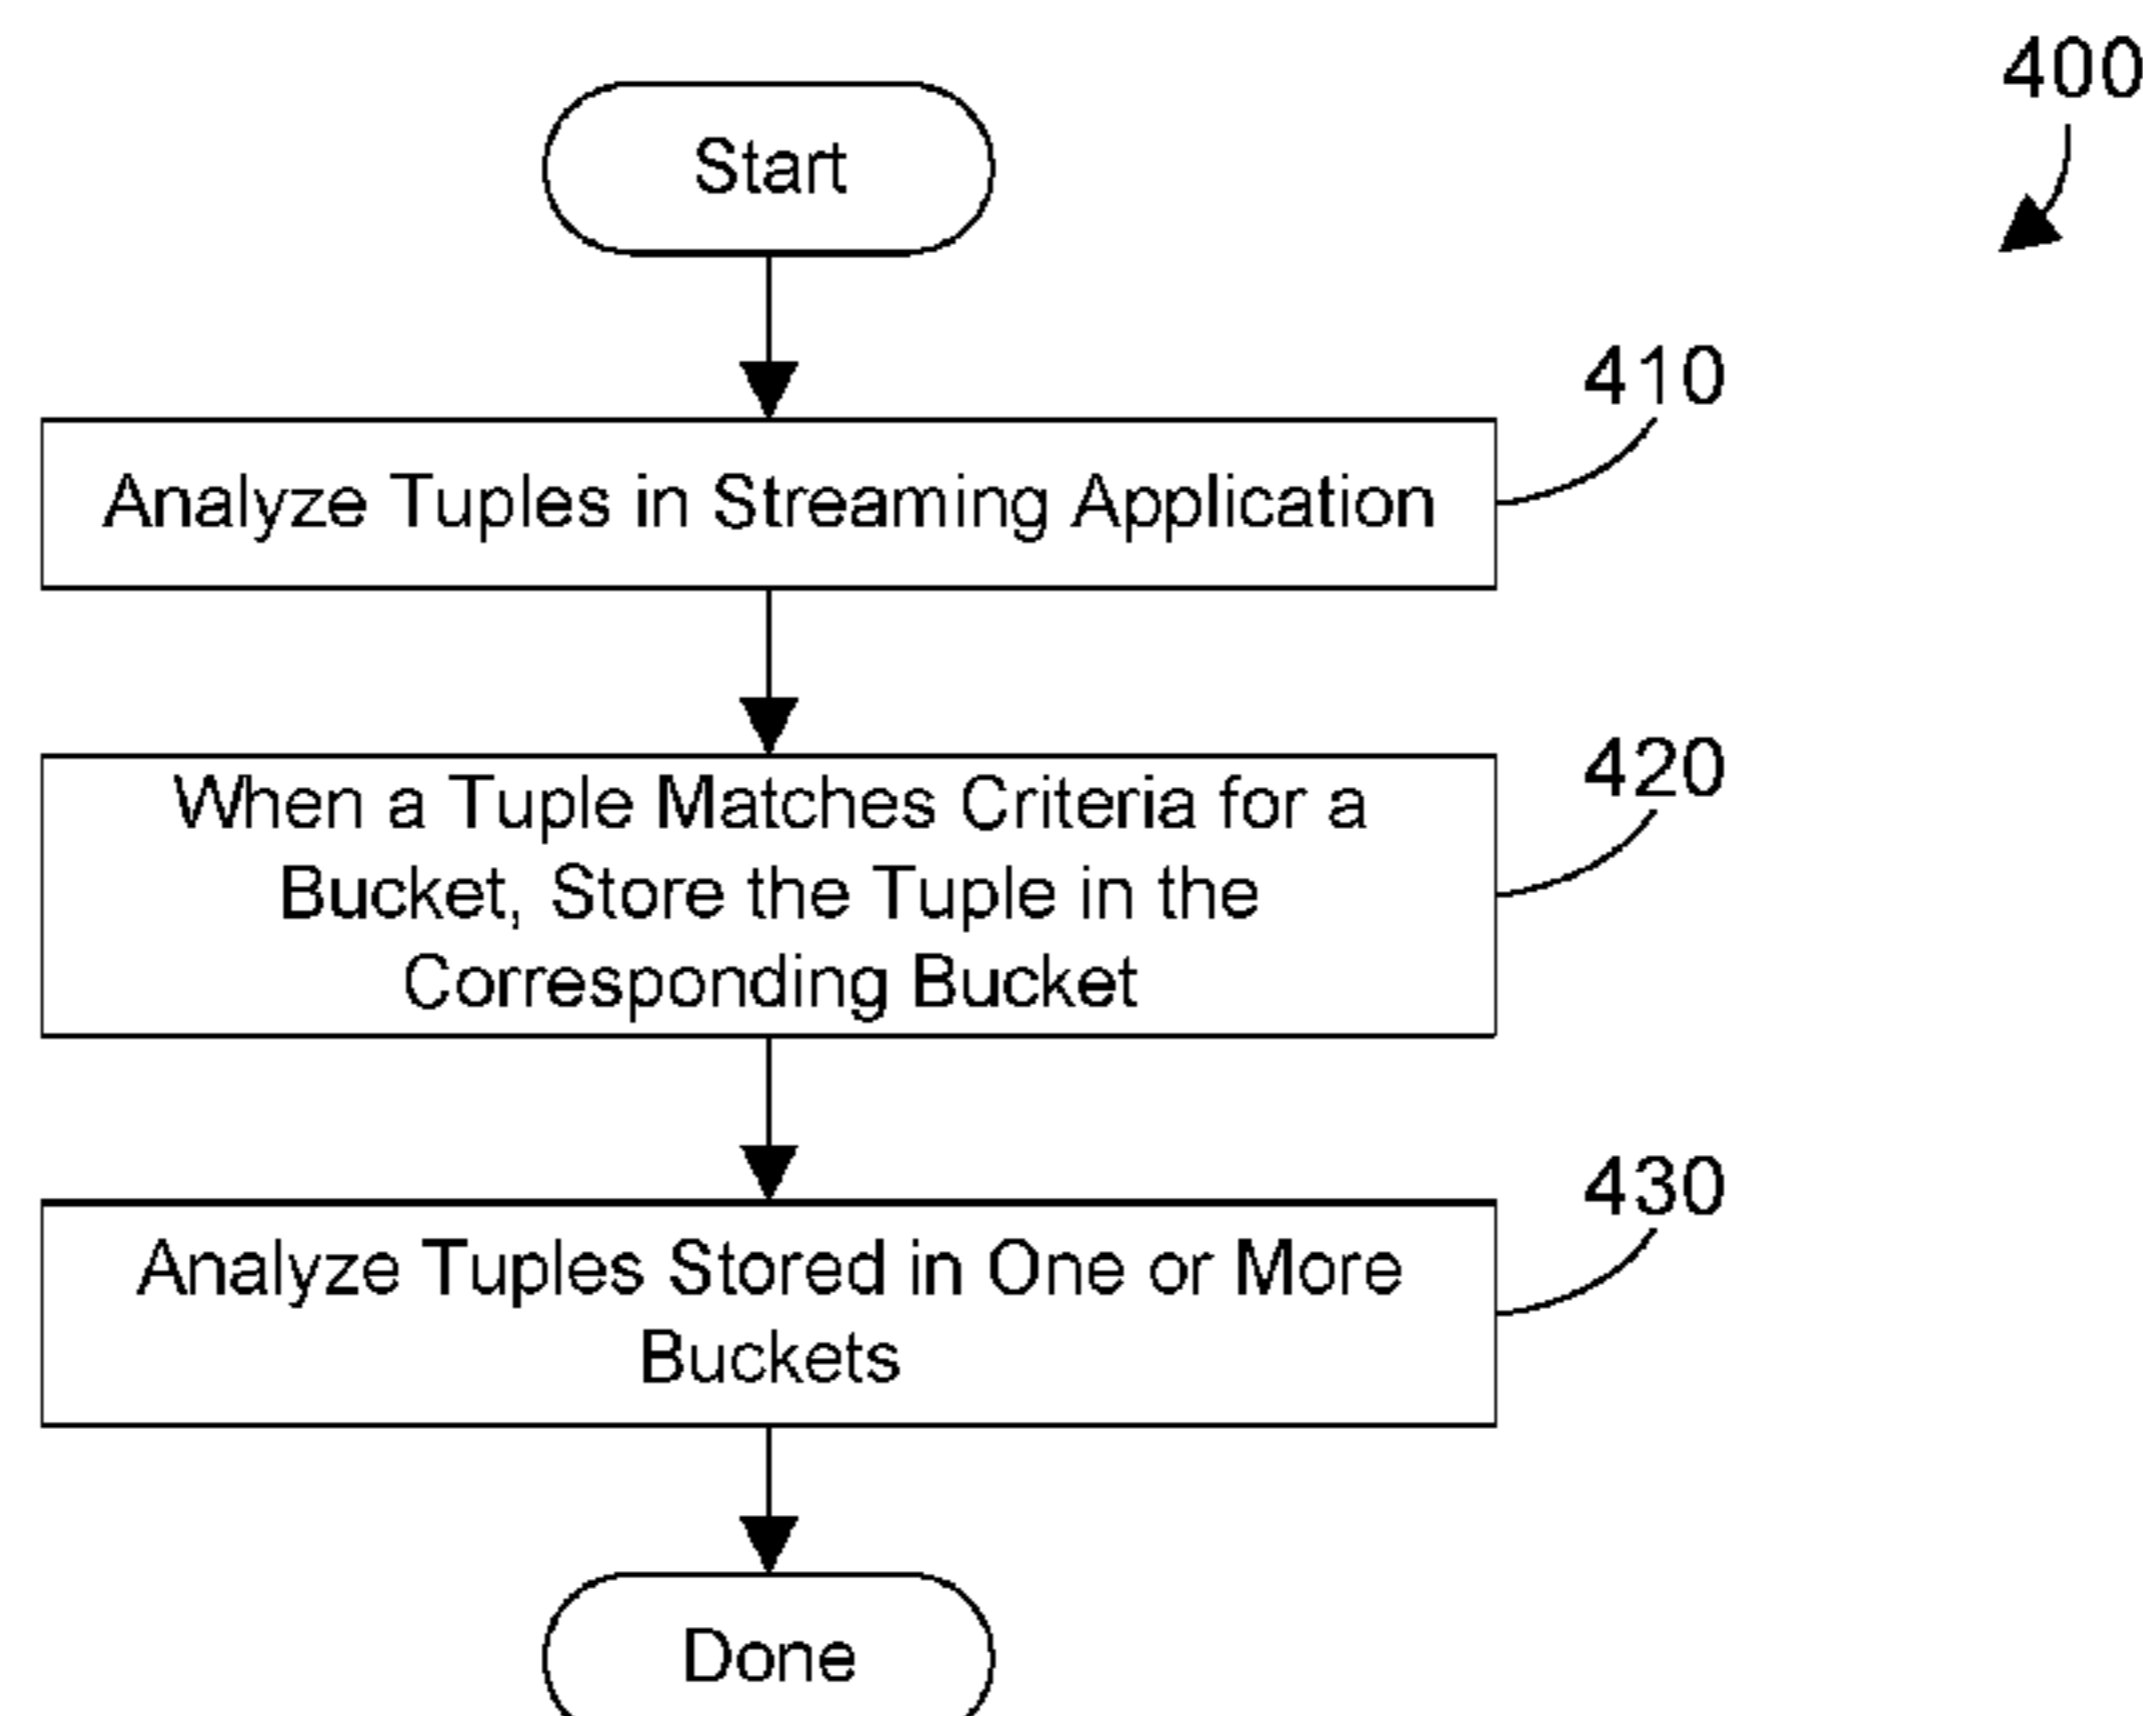 400
Start
410
Analyze Tuples in Streaming Application
420
When a Tuple Matches Criteria for a
Bucket, Store the Tuple in the
Corresponding Bucket
430
Analyze Tuples Stored in One or More
Buckets
Done